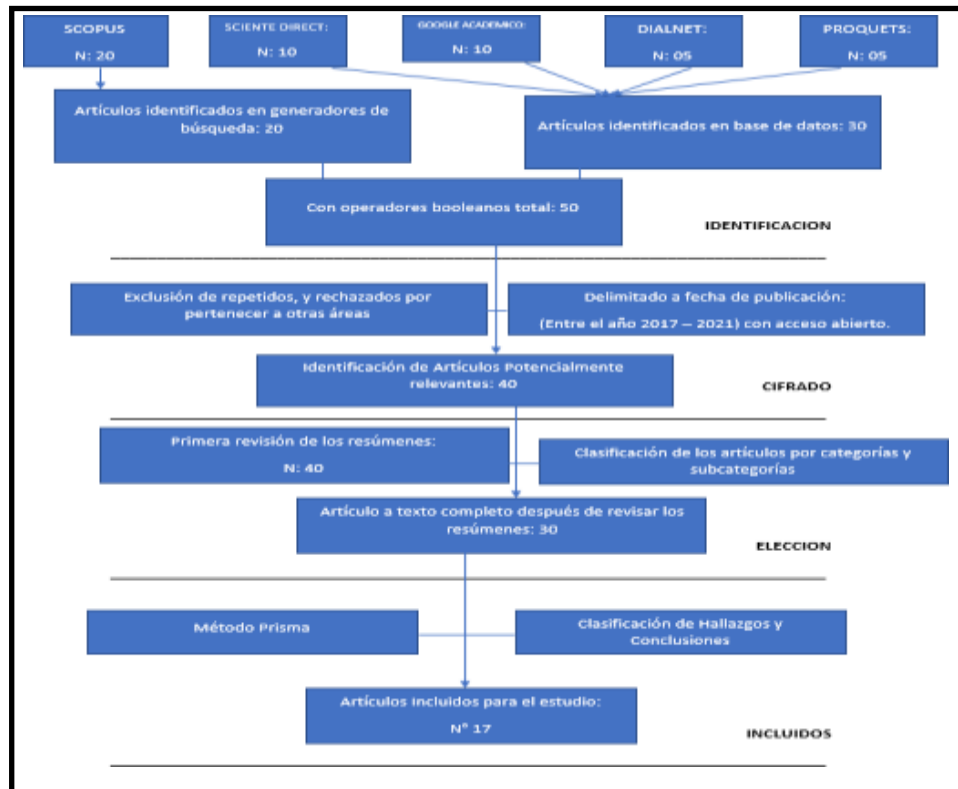 SCOPUS
N: 20
SCIENTE DIRECT:
N: 10
GOOGLE ACADEMICO:
N: 10
DIALNET:
N: 05
PROQUETS:
N: 05
Artículos identificados en generadores de
búsqueda: 20
Artículos identificados en base de datos: 30
Con operadores booleanos total: 50
IDENTIFICACION
Exclusión de repetidos, y rechazados por
pertenecer a otras áreas
Delimitado a fecha de publicación:
(Entre el año 2017 – 2021) con acceso abierto.
Identificación de Artículos Potencialmente
relevantes: 40
CIFRADO
Primera revisión de los resúmenes:
N: 40
Clasificación de los artículos por categorías y
subcategorías
Artículo a texto completo después de revisar los
resúmenes: 30
ELECCION
Método Prisma
Clasificación de Hallazgos y
Conclusiones
Artículos Incluidos para el estudio:
N° 17
INCLUIDOS